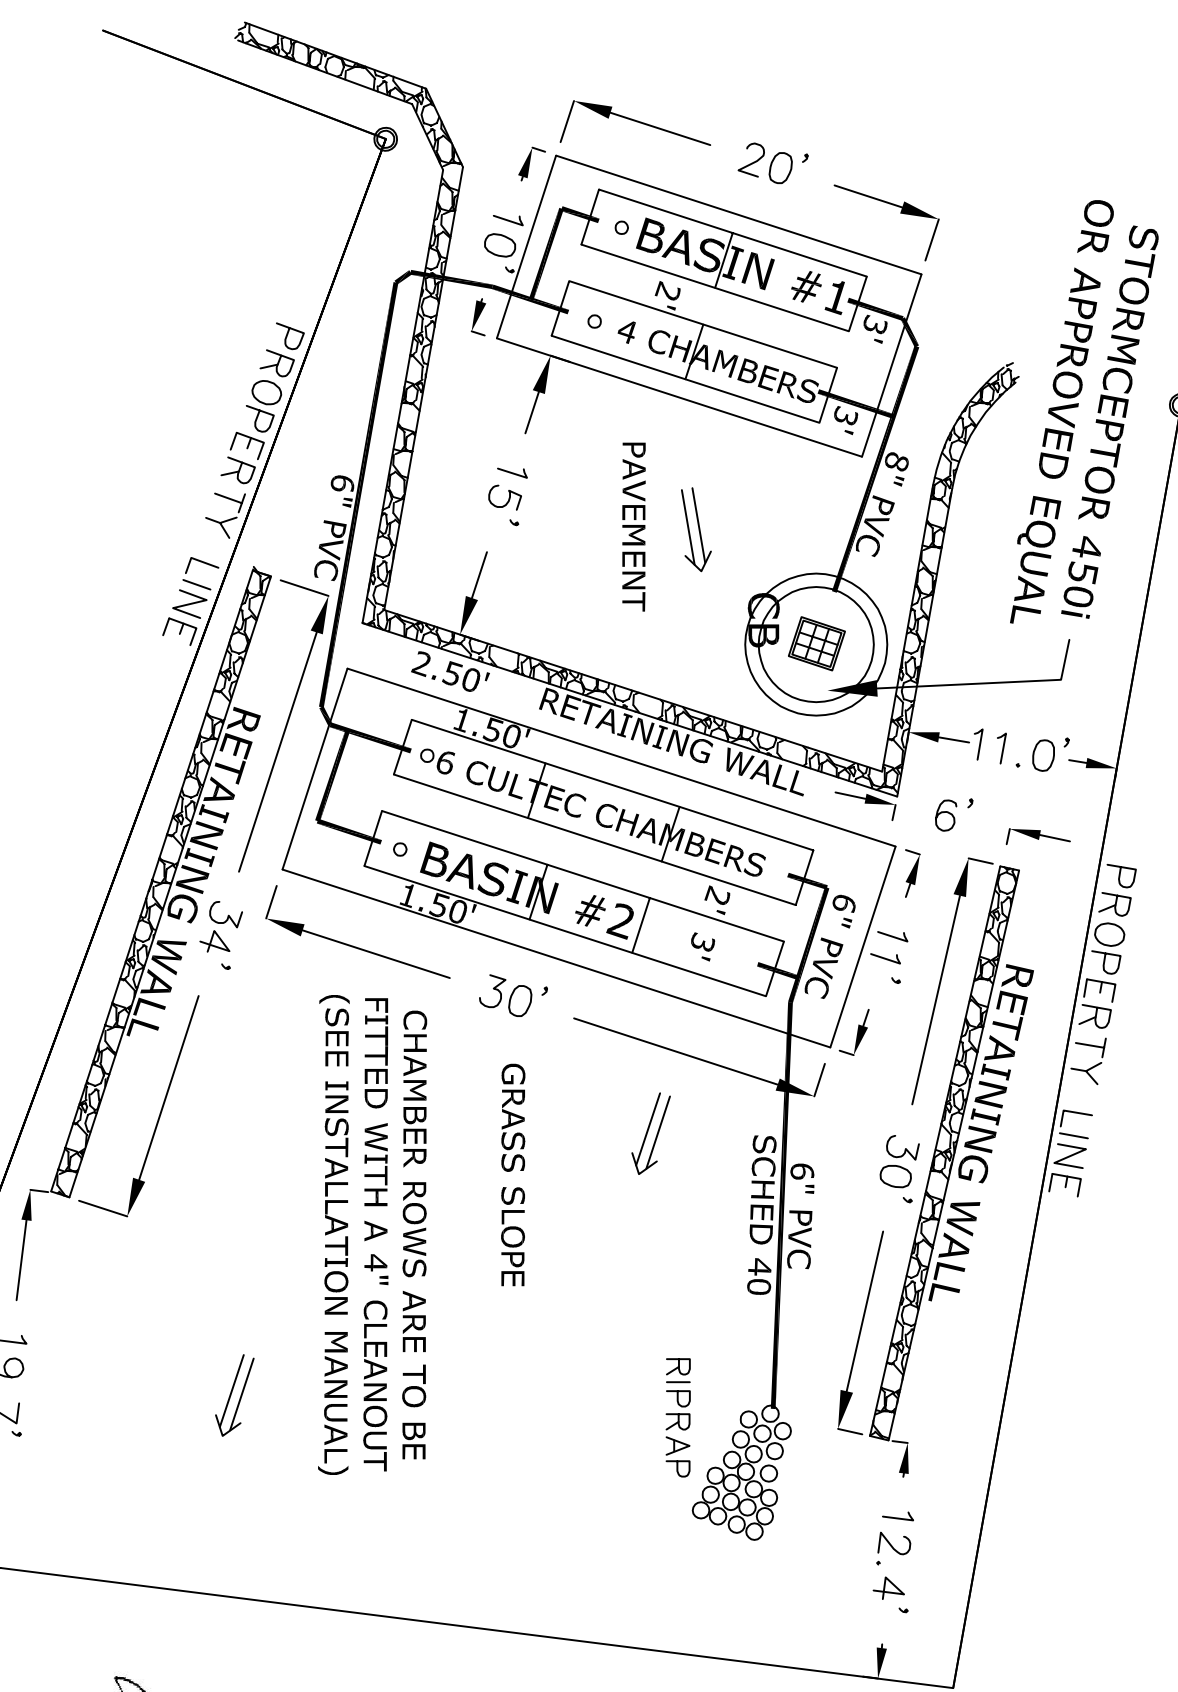 STORMCEPTOR 450i
OR APPROVED EQUAL
20'
10'
BASIN #1
2'
3'
4 CHAMBERS
3'
8" PVC
15'
PAVEMENT
CB
PROPERTY LINE
6" PVC
2.50'
RETAINING WALL
1.50'
6 CULTEC CHAMBERS
BASIN #2
2'
3'
1.50'
6" PVC
11.0'
6'
11'
PROPERTY LINE
RETAINING WALL
34'
30'
RETAINING WALL
30'
GRASS SLOPE
CHAMBER ROWS ARE TO BE
FITTED WITH A 4" CLEANOUT
(SEE INSTALLATION MANUAL)
6" PVC
SCHED 40
RIPRAP
12.4'
19.7'